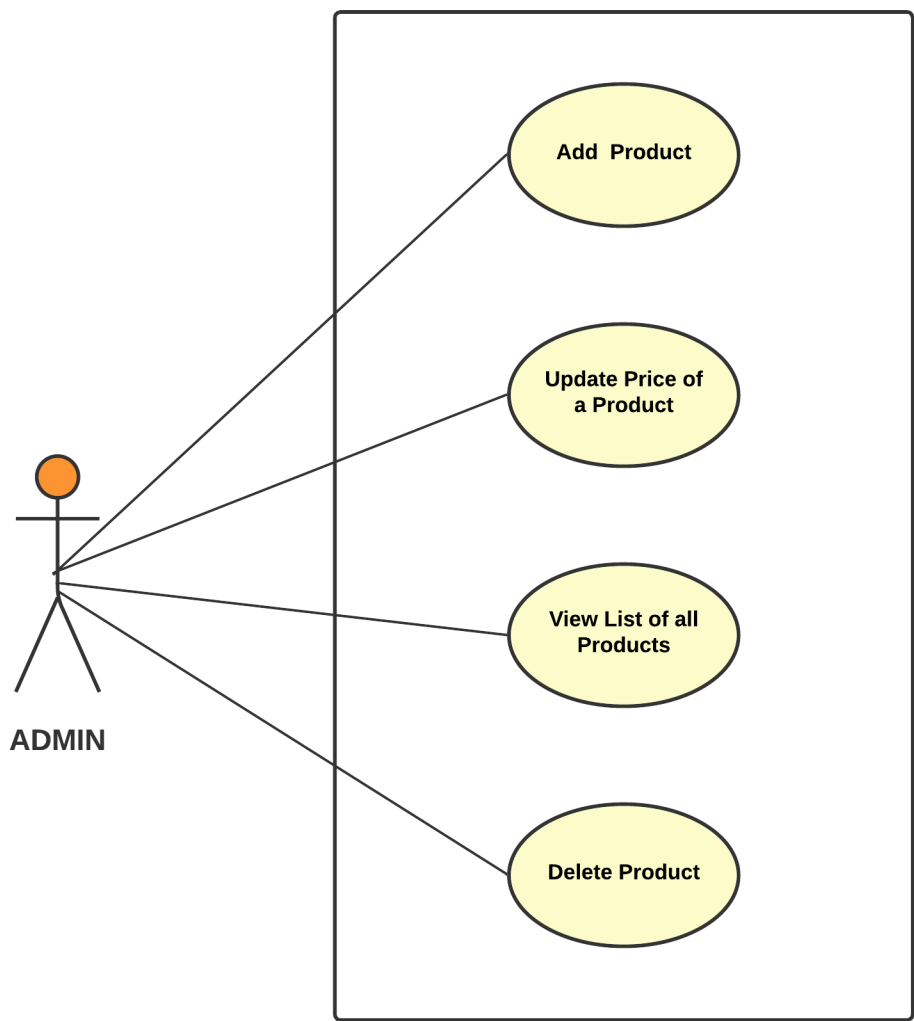 Add  Product
Update Price of
a Product
View List of all
Products
ADMIN
Delete Product